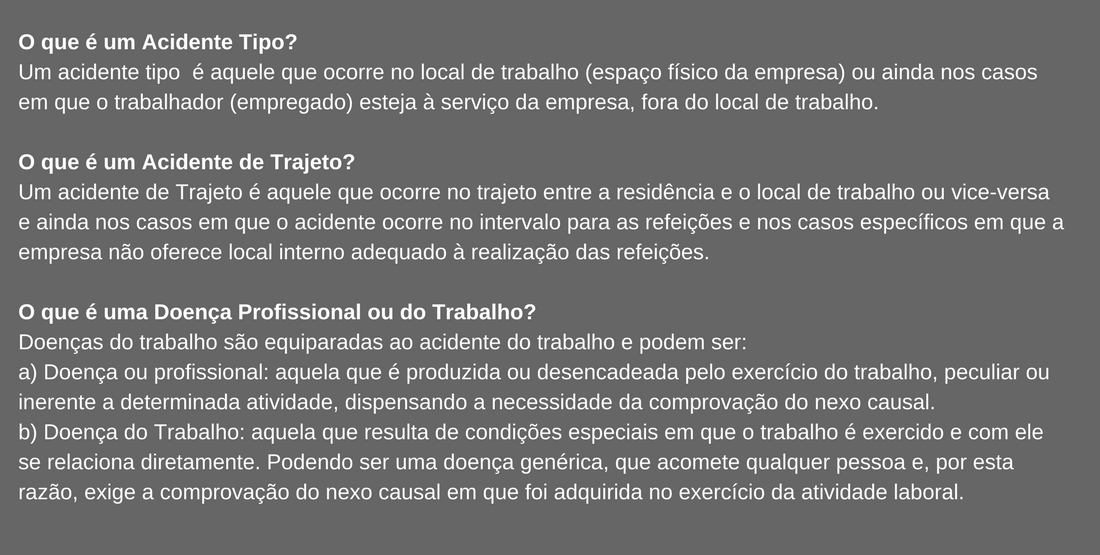 O que é um Acidente Tipo?
Um acidente tipo  é aquele que ocorre no local de trabalho (espaço físico da empresa) ou ainda nos casos
em que o trabalhador (empregado) esteja à serviço da empresa, fora do local de trabalho.
O que é um Acidente de Trajeto?
Um acidente de Trajeto é aquele que ocorre no trajeto entre a residência e o local de trabalho ou vice-versa
e ainda nos casos em que o acidente ocorre no intervalo para as refeições e nos casos específicos em que a
empresa não oferece local interno adequado à realização das refeições.
O que é uma Doença Profissional ou do Trabalho?
Doenças do trabalho são equiparadas ao acidente do trabalho e podem ser:
a) Doença ou profissional: aquela que é produzida ou desencadeada pelo exercício do trabalho, peculiar ou
inerente a determinada atividade, dispensando a necessidade da comprovação do nexo causal.
b) Doença do Trabalho: aquela que resulta de condições especiais em que o trabalho é exercido e com ele
se relaciona diretamente. Podendo ser uma doença genérica, que acomete qualquer pessoa e, por esta
razão, exige a comprovação do nexo causal em que foi adquirida no exercício da atividade laboral.